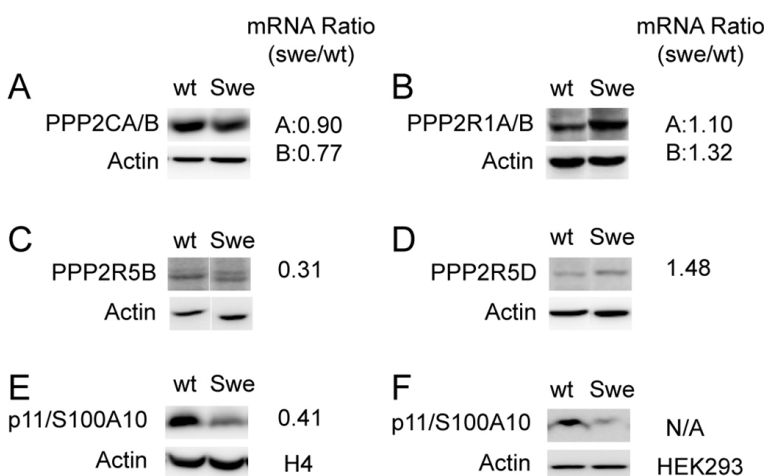 mRNA Ratio
(swe/wt)
A
wt Swe
PPP2CA/B
A:0.90
Actin
B:0.77
mRNA Ratio
(swe/wt)
B
wt Swe
PPP2R1A/B
A:1.10
Actin
B:1.32
C
wt Swe
PPP2R5B
0.31
Actin
D
wt Swe
PPP2R5D
1.48
Actin
E
wt Swe
p11/S100A10
0.41
Actin
H4
F
wt Swe
p11/S100A10
N/A
Actin
HEK293